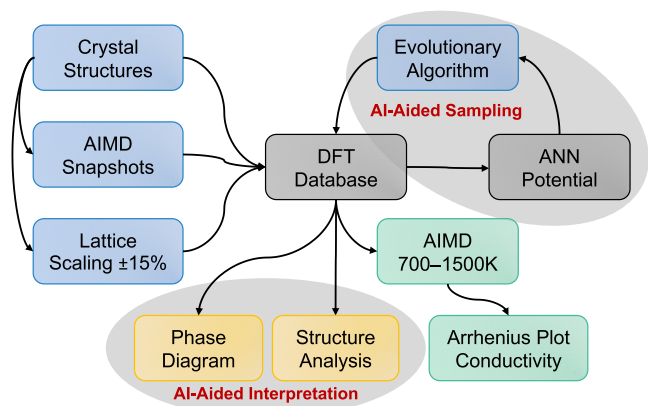 Crystal
Structures
Evolutionary
Algorithm
AI-Aided Sampling
AIMD
Snapshots
DFT
Database
ANN
Potential
Lattice
Scaling ±15%
AIMD
700–1500K
Phase
Diagram
Structure
Analysis
Arrhenius Plot
Conductivity
AI-Aided Interpretation